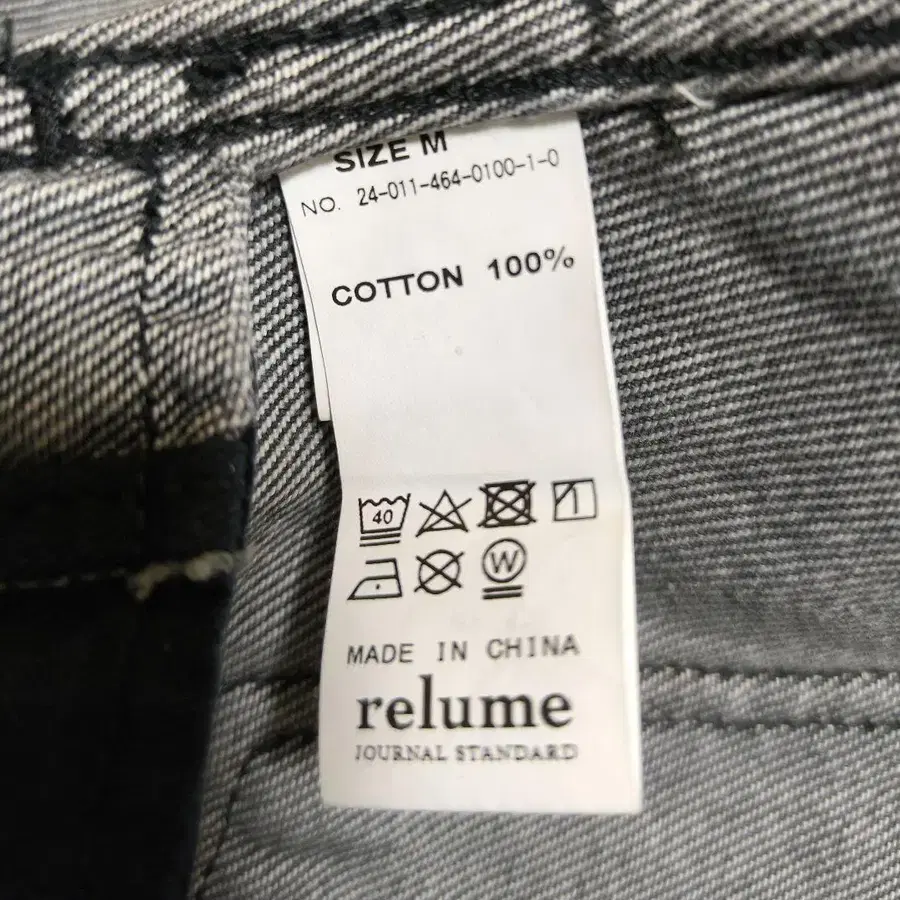 SIZE M
NO. 24-011-464-0100-1-0
COTTON 100%
40
W
MADE IN CHINA
relume
JOURNAL STANDARD